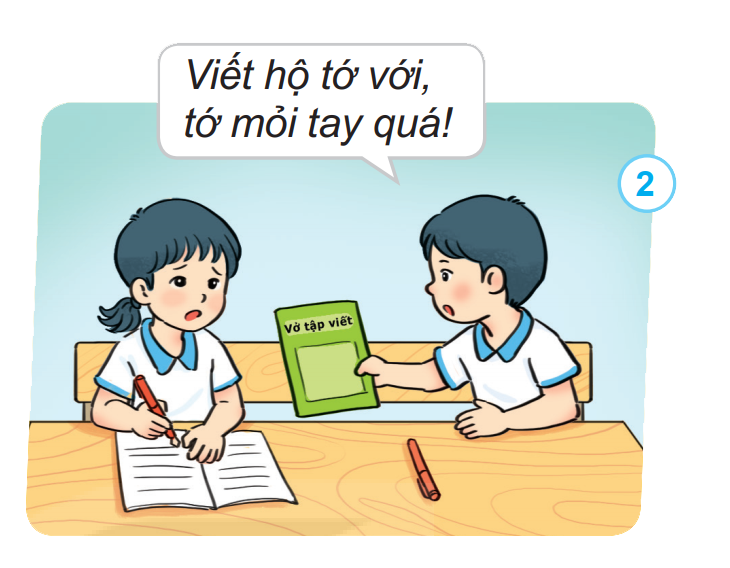 Viết hộ tớ với,
tớ mỏi tay quá!
2
Vở tập viết